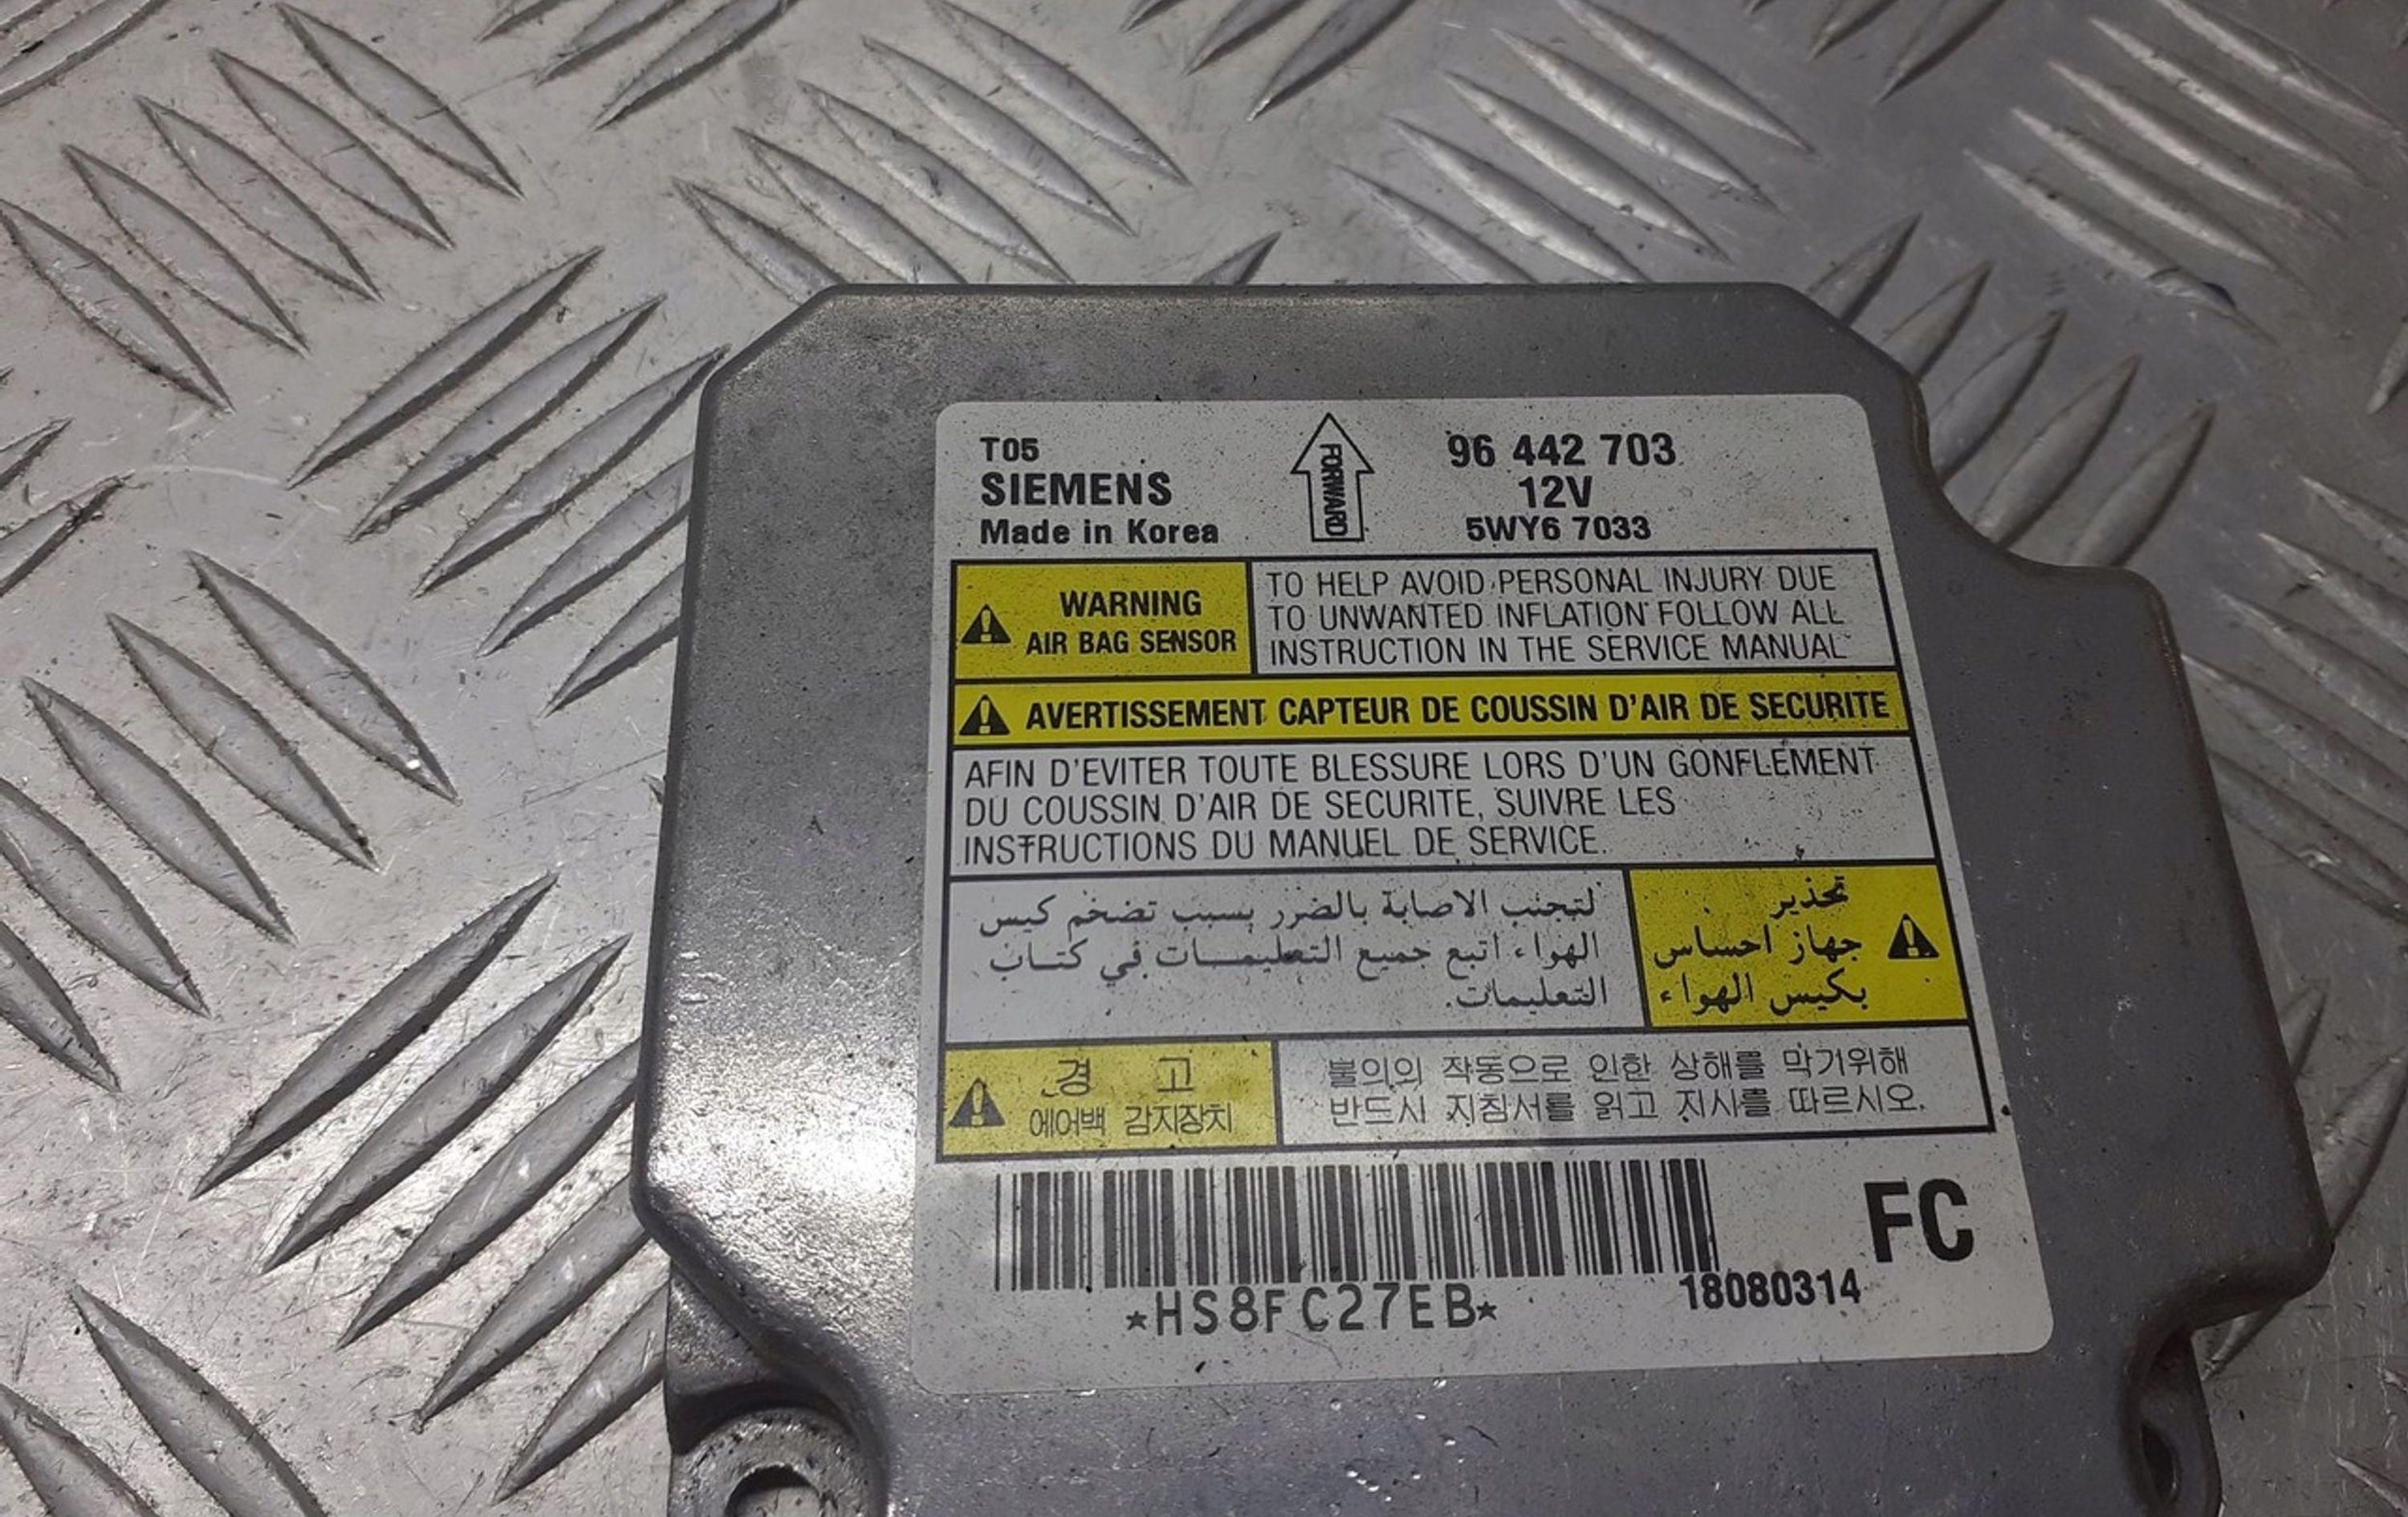 T05
SIEMENS
Made in Korea
FORWARD
96 442 703
12V
5WY6 7033
WARNING
AIR BAG SENSOR
TO HELP AVOID PERSONAL INJURY DUE
TO UNWANTED INFLATION FOLLOW ALL
INSTRUCTION IN THE SERVICE MANUAL
AVERTISSEMENT CAPTEUR DE COUSSIN D'AIR DE SECURITE
AFIN D'EVITER TOUTE BLESSURE LORS D'UN GONFLEMENT
DU COUSSIN D'AIR DE SECURITE, SUIVRE LES
INSTRUCTIONS DU MANUEL DE SERVICE.
تحذير
جهاز احساس
بكيس الهواء
لتجنب الاصابة بالضرر بسبب تضخم كيس
الهواء اتبع جميع التعليمات في كتاب
التعليمات.
경 고
에어백 감지장치
불의의 작동으로 인한 상해를 막기위해
반드시 지침서를 읽고 지시를 따르시오.
FC
*HS8FC27EB*
18080314